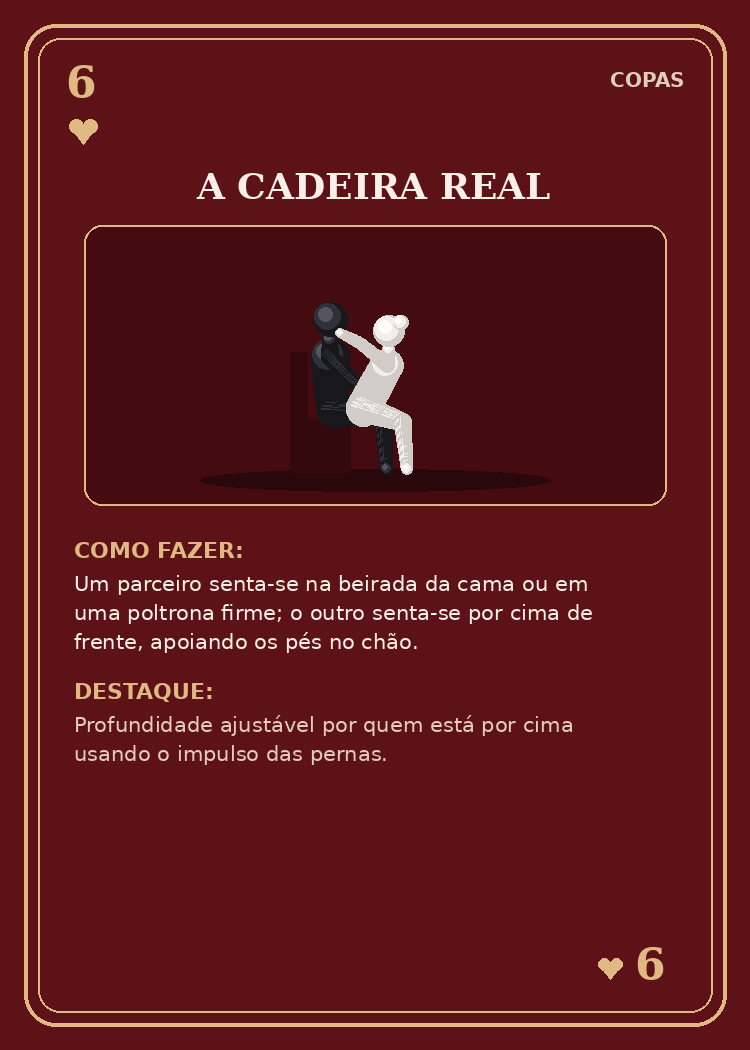 6
COPAS
A CADEIRA REAL
COMO FAZER:
Um parceiro senta-se na beirada da cama ou em
uma poltrona firme; o outro senta-se por cima de
frente, apoiando os pés no chão.
DESTAQUE:
Profundidade ajustável por quem está por cima
usando o impulso das pernas.
6